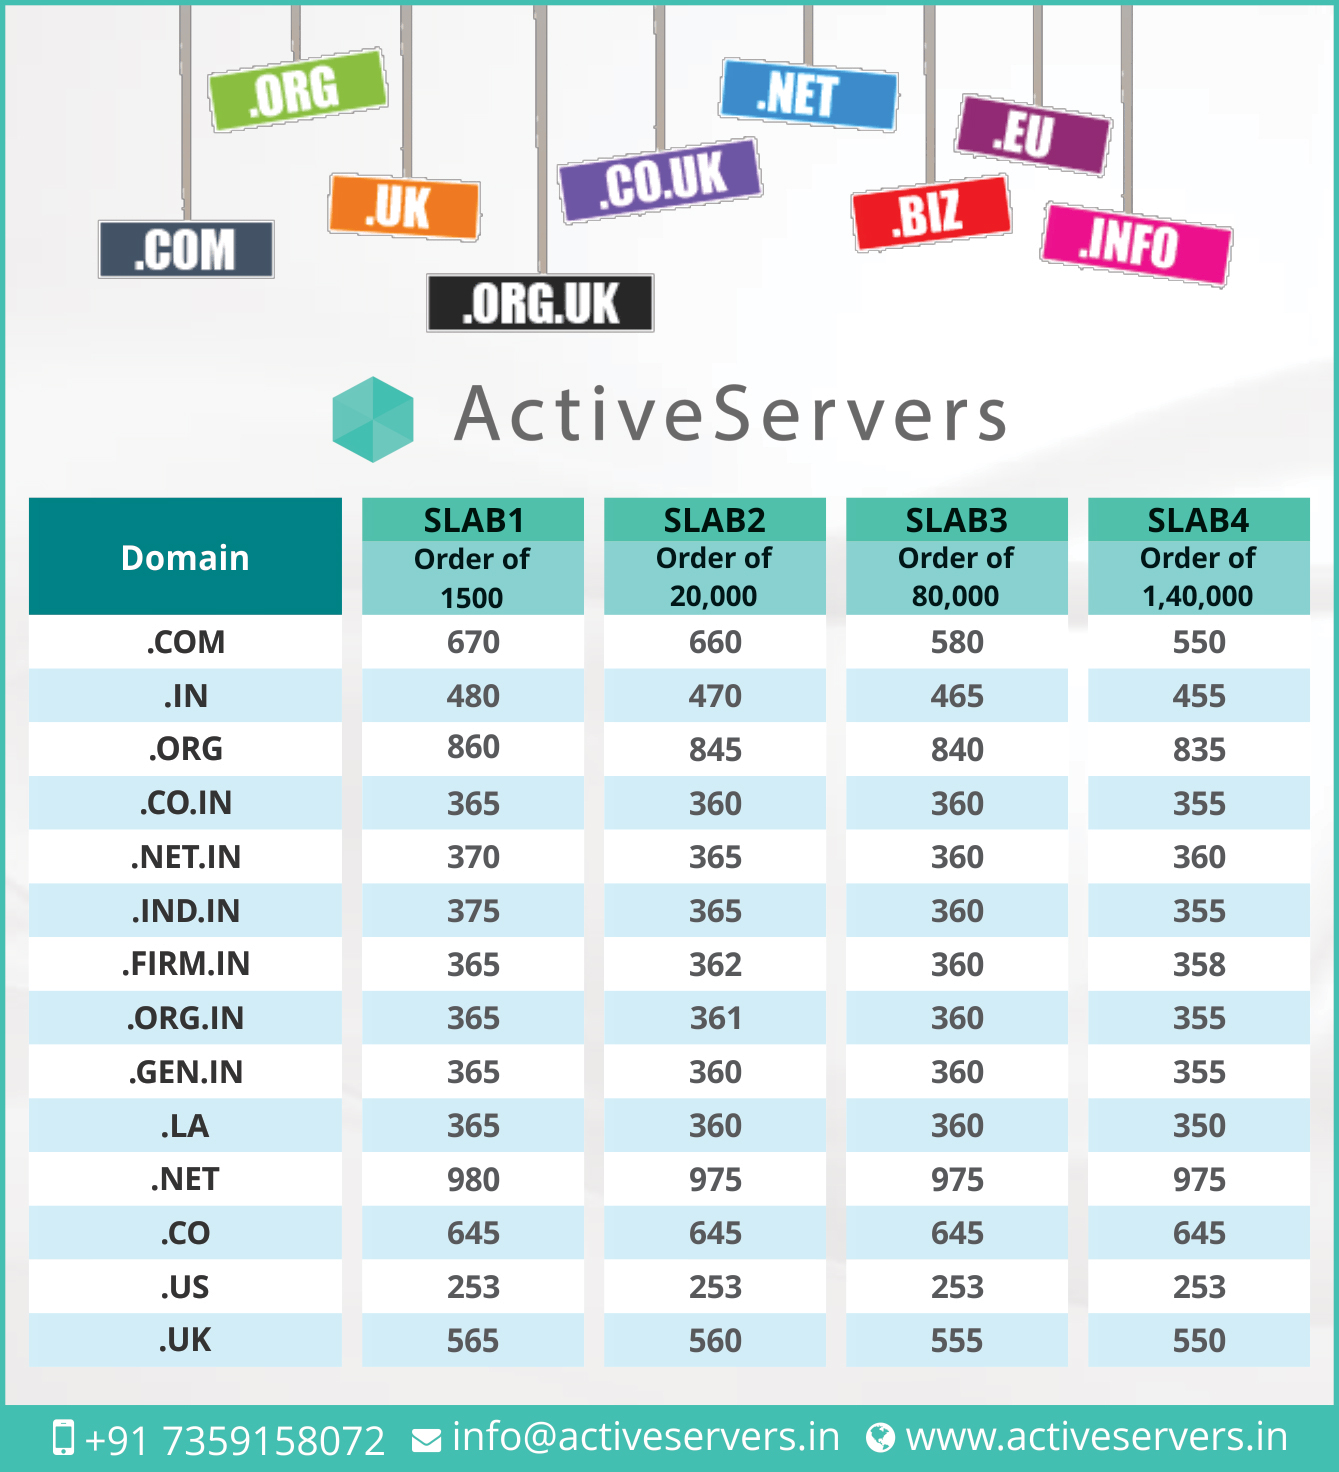 .ORG
.NET
.EU
.CO.UK
.UK
.BIZ
.COM
.INFO
.ORG.UK
ActiveServers
Domain SLAB1 SLAB2 SLAB3 SLAB4
Order of Order of Order of Order of
1500 20,000 80,000 1,40,000
.COM 670 660 580 550
.IN 480 470 465 455
.ORG 860 845 840 835
.CO.IN 365 360 360 355
.NET.IN 370 365 360 360
.IND.IN 375 365 360 355
.FIRM.IN 365 362 360 358
.ORG.IN 365 361 360 355
.GEN.IN 365 360 360 355
.LA 365 360 360 350
.NET 980 975 975 975
.CO 645 645 645 645
.US 253 253 253 253
.UK 565 560 555 550
+91 7359158072 info@activeservers.in www.activeservers.in